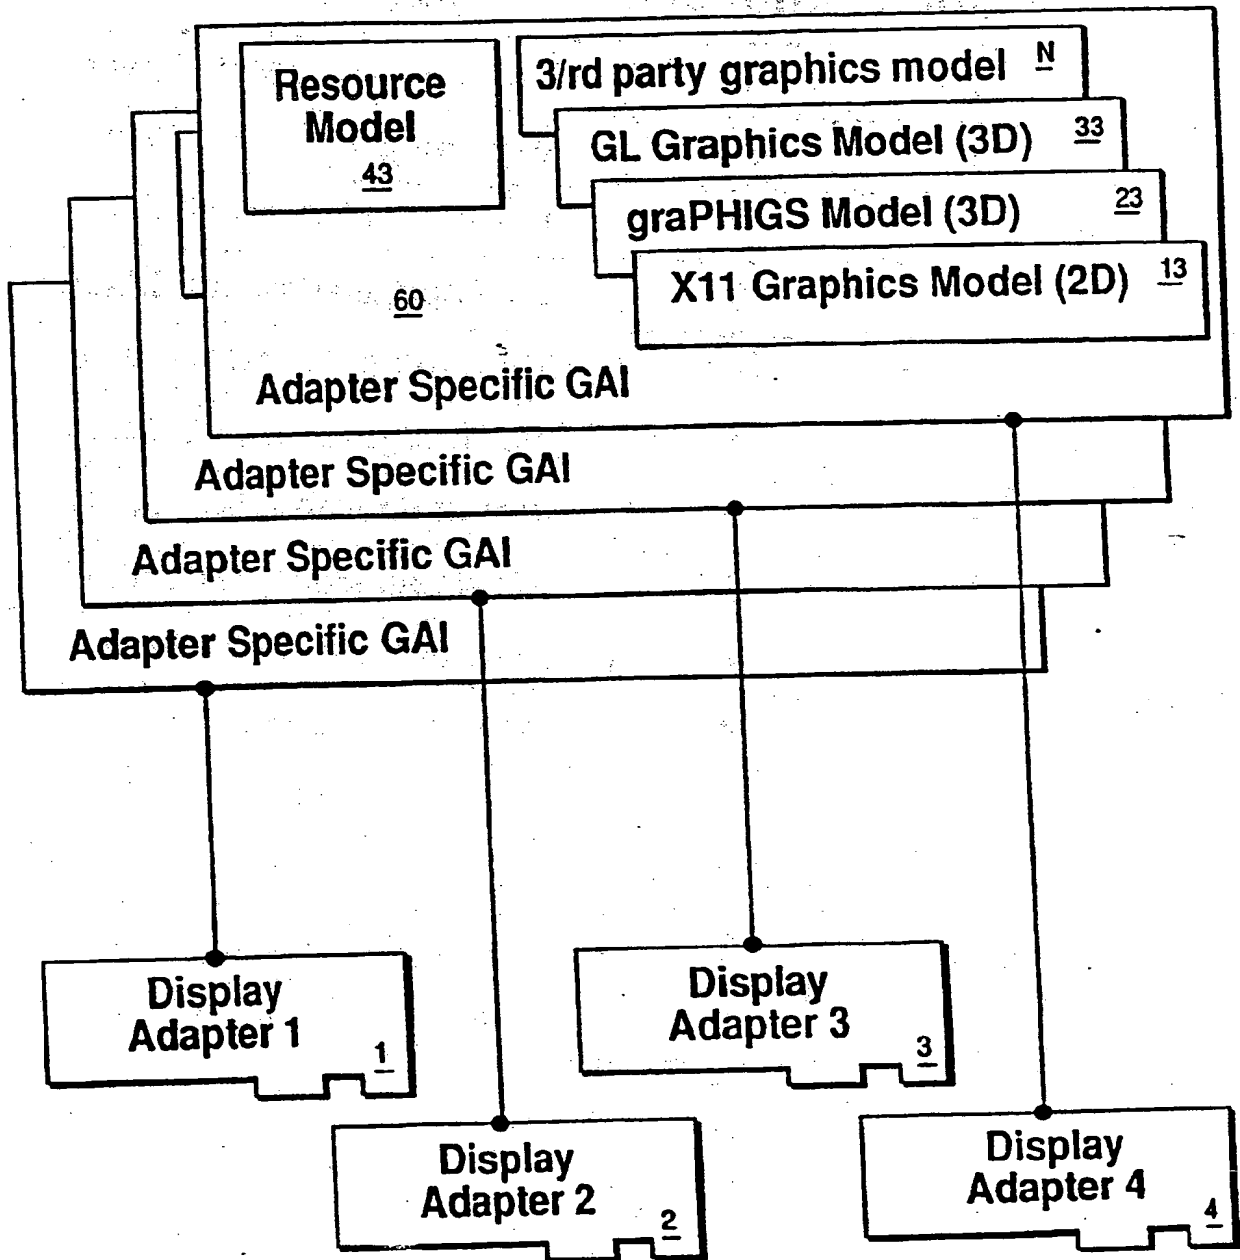 Resource
Model
43
3/rd party graphics model N
GL Graphics Model (3D) 33
graPHIGS Model (3D) 23
X11 Graphics Model (2D) 13
60
Adapter Specific GAI
Adapter Specific GAI
Adapter Specific GAI
Adapter Specific GAI
Display
Adapter 1
1
Display
Adapter 3
3
Display
Adapter 2
2
Display
Adapter 4
4